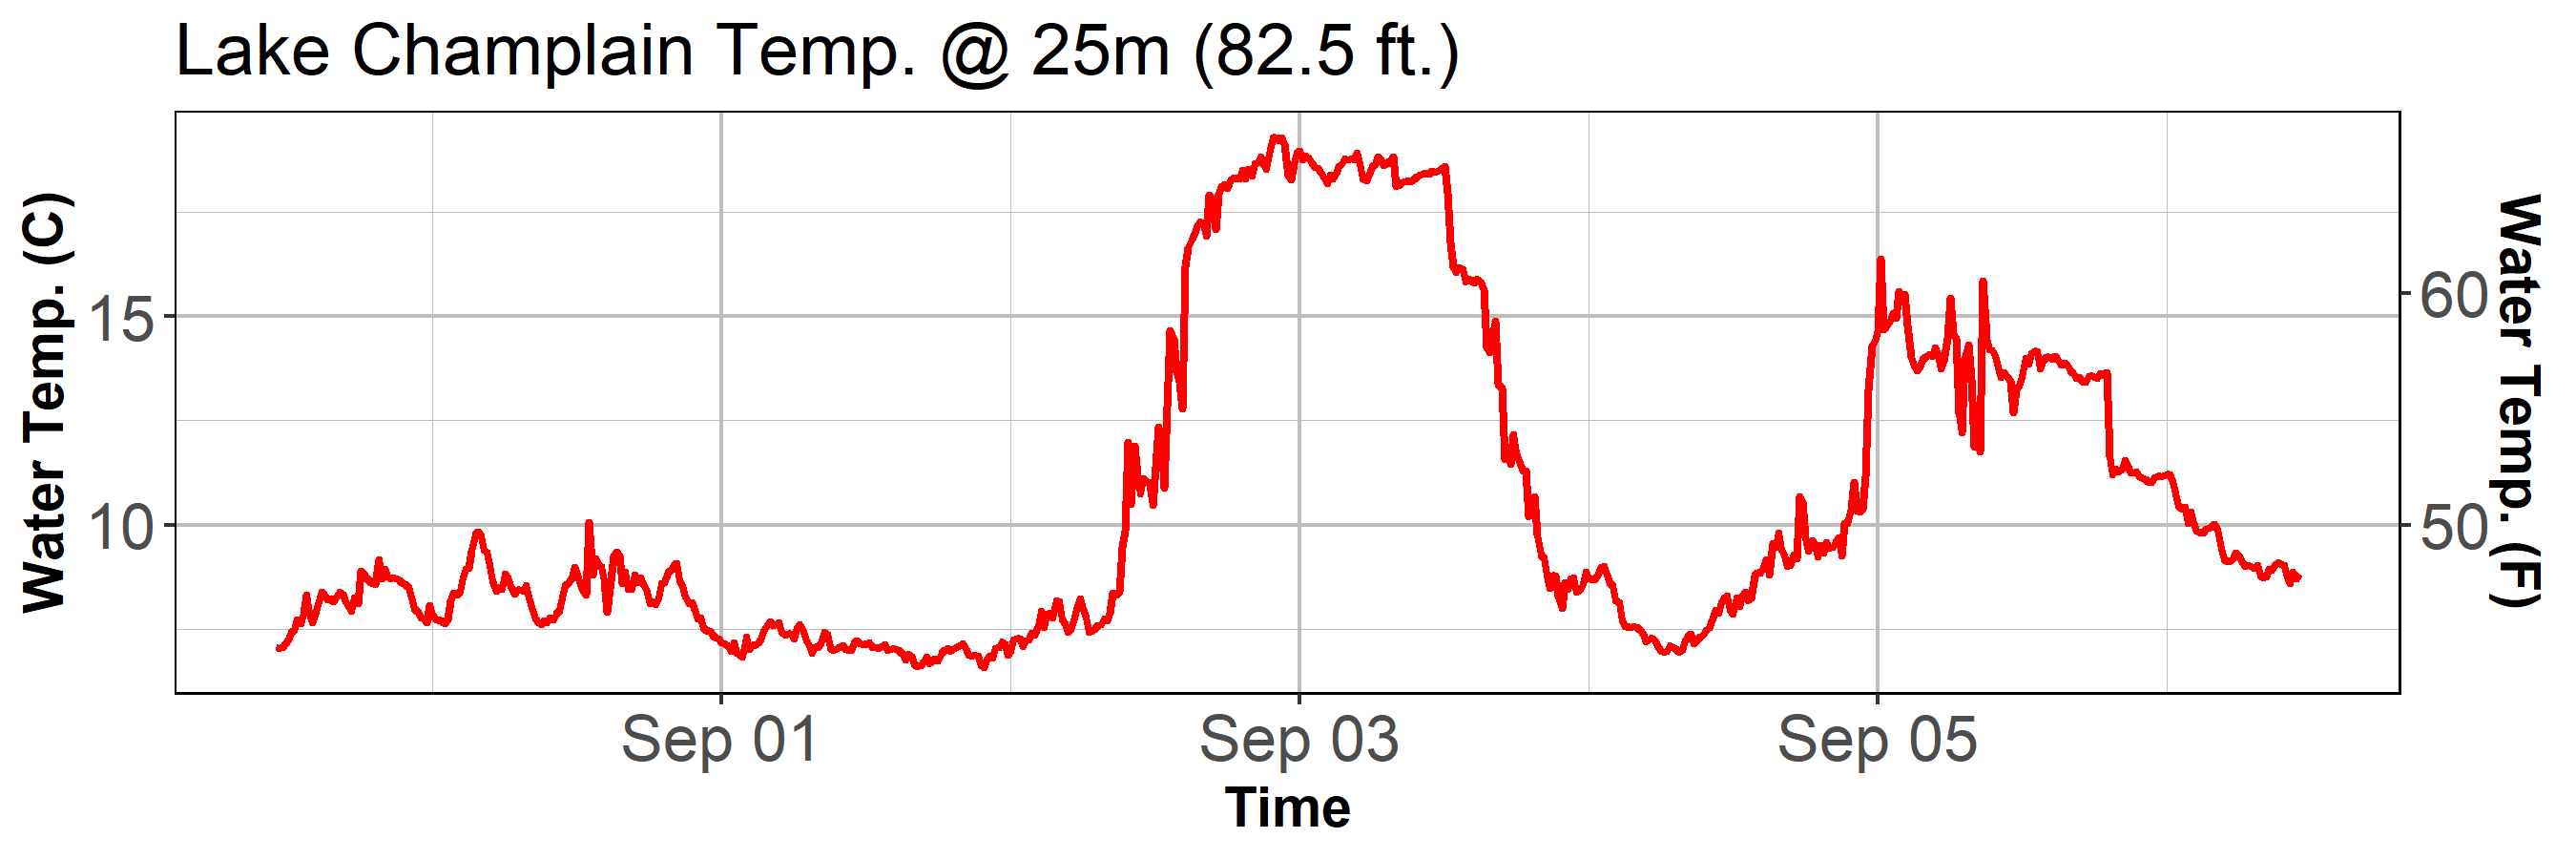 Lake Champlain Temp. @ 25m (82.5 ft.)
Water Temp. (C)
15
10
60
50
Water Temp. (F)
Sep 01 Sep 03 Sep 05
Time